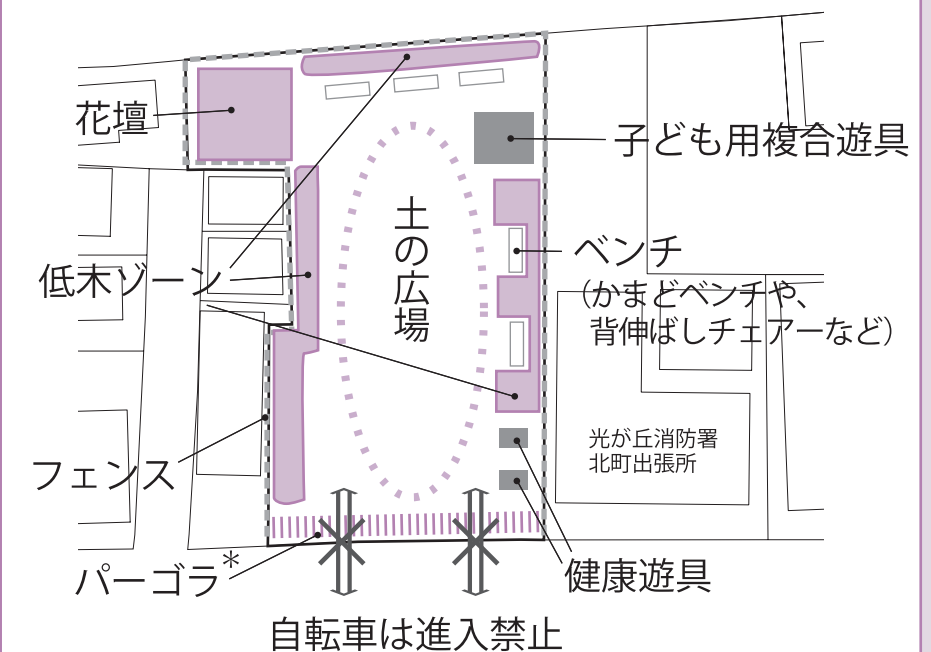 花壇
子ども用複合遊具
土の広場
ベンチ
(かまどベンチや、
背伸ばしチェアーなど)
低木ゾーン
光が丘消防署
北町出張所
フェンス
パーゴラ*
健康遊具
自転車は進入禁止